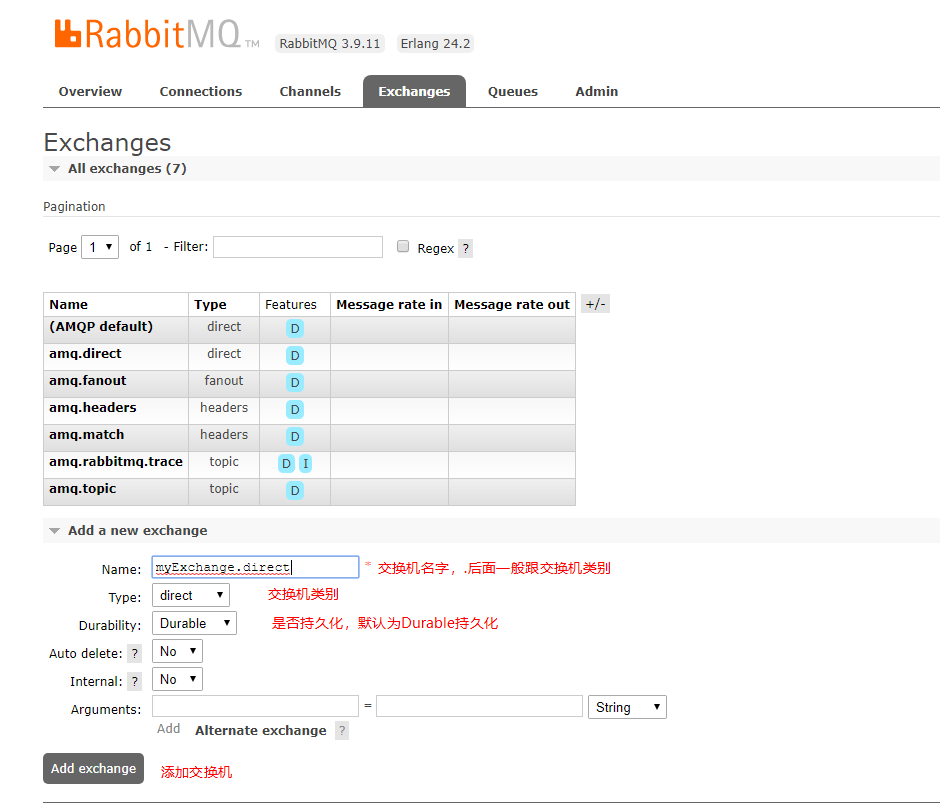 RabbitMQ TM RabbitMQ 3.9.11 Erlang 24.2
Overview Connections Channels Exchanges Queues Admin
Exchanges
All exchanges (7)
Pagination
Page 1 of 1 - Filter: Regex ?
Name Type Features Message rate in Message rate out +/-
(AMQP default) direct D
amq.direct direct D
amq.fanout fanout D
amq.headers headers D
amq.match headers D
amq.rabbitmq.trace topic D I
amq.topic topic D
Add a new exchange
Name: myExchange.direct * 交换机名字，.后面一般跟交换机类别
Type: direct 交换机类别
Durability: Durable 是否持久化，默认为Durable持久化
Auto delete: ? No
Internal: ? No
Arguments: = String
Add Alternate exchange ?
Add exchange 添加交换机